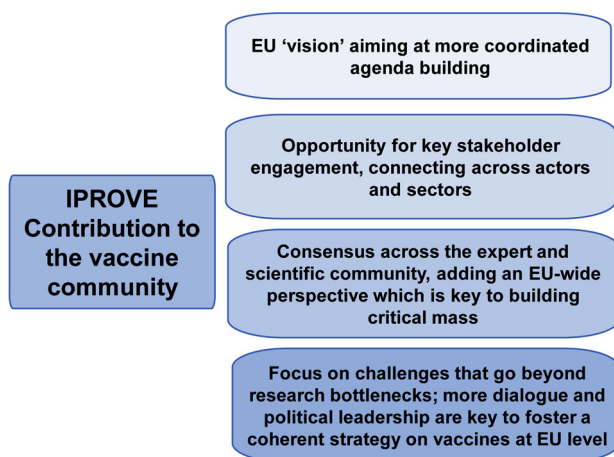 IPROVE
Contribution to
the vaccine
community
EU ‘vision’ aiming at more coordinated
agenda building
Opportunity for key stakeholder
engagement, connecting across actors
and sectors
Consensus across the expert and
scientific community, adding an EU-wide
perspective which is key to building
critical mass
Focus on challenges that go beyond
research bottlenecks; more dialogue and
political leadership are key to foster a
coherent strategy on vaccines at EU level